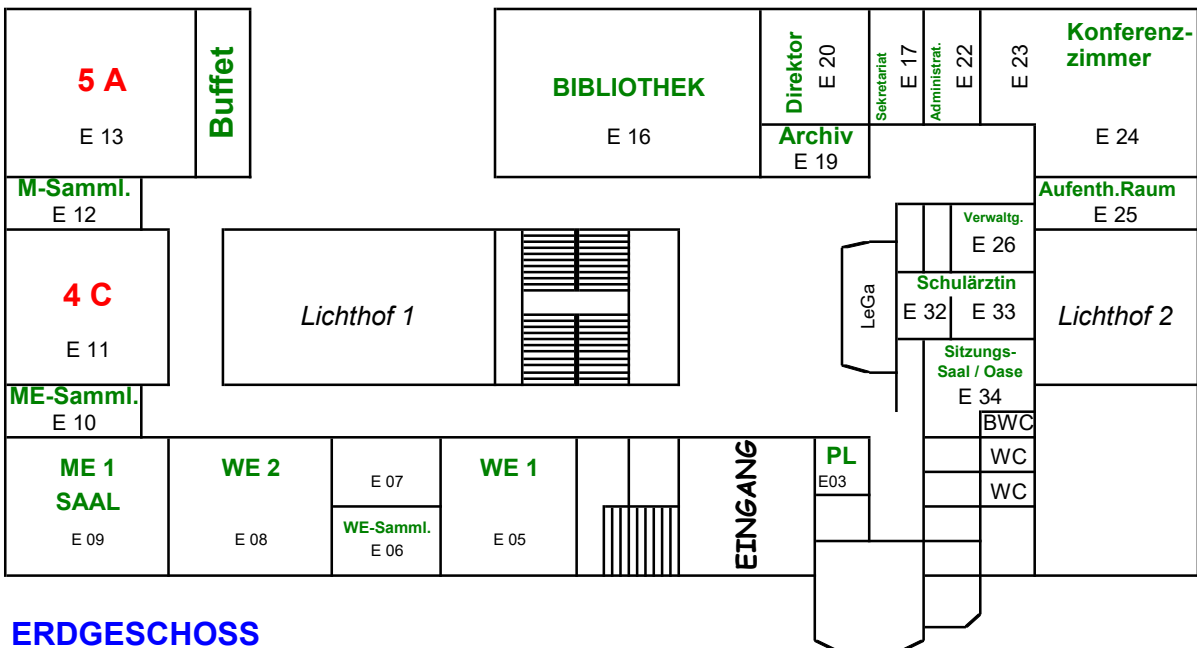 5 A
E 13
Buffet
BIBLIOTHEK
E 16
Direktor
E 20
Archiv
E 19
Sekretariat
E 17
Administrat.
E 22
E 23
Konferenz-
zimmer
E 24
M-Samml.
E 12
Aufenth.Raum
E 25
Verwaltg.
E 26
4 C
E 11
Lichthof 1
LeGa
Schulärztin
E 32
E 33
Lichthof 2
Sitzungs-
Saal / Oase
E 34
ME-Samml.
E 10
BWC
WC
WC
ME 1
SAAL
E 09
WE 2
E 08
E 07
WE-Samml.
E 06
WE 1
E 05
EINGANG
PL
E03
ERDGESCHOSS